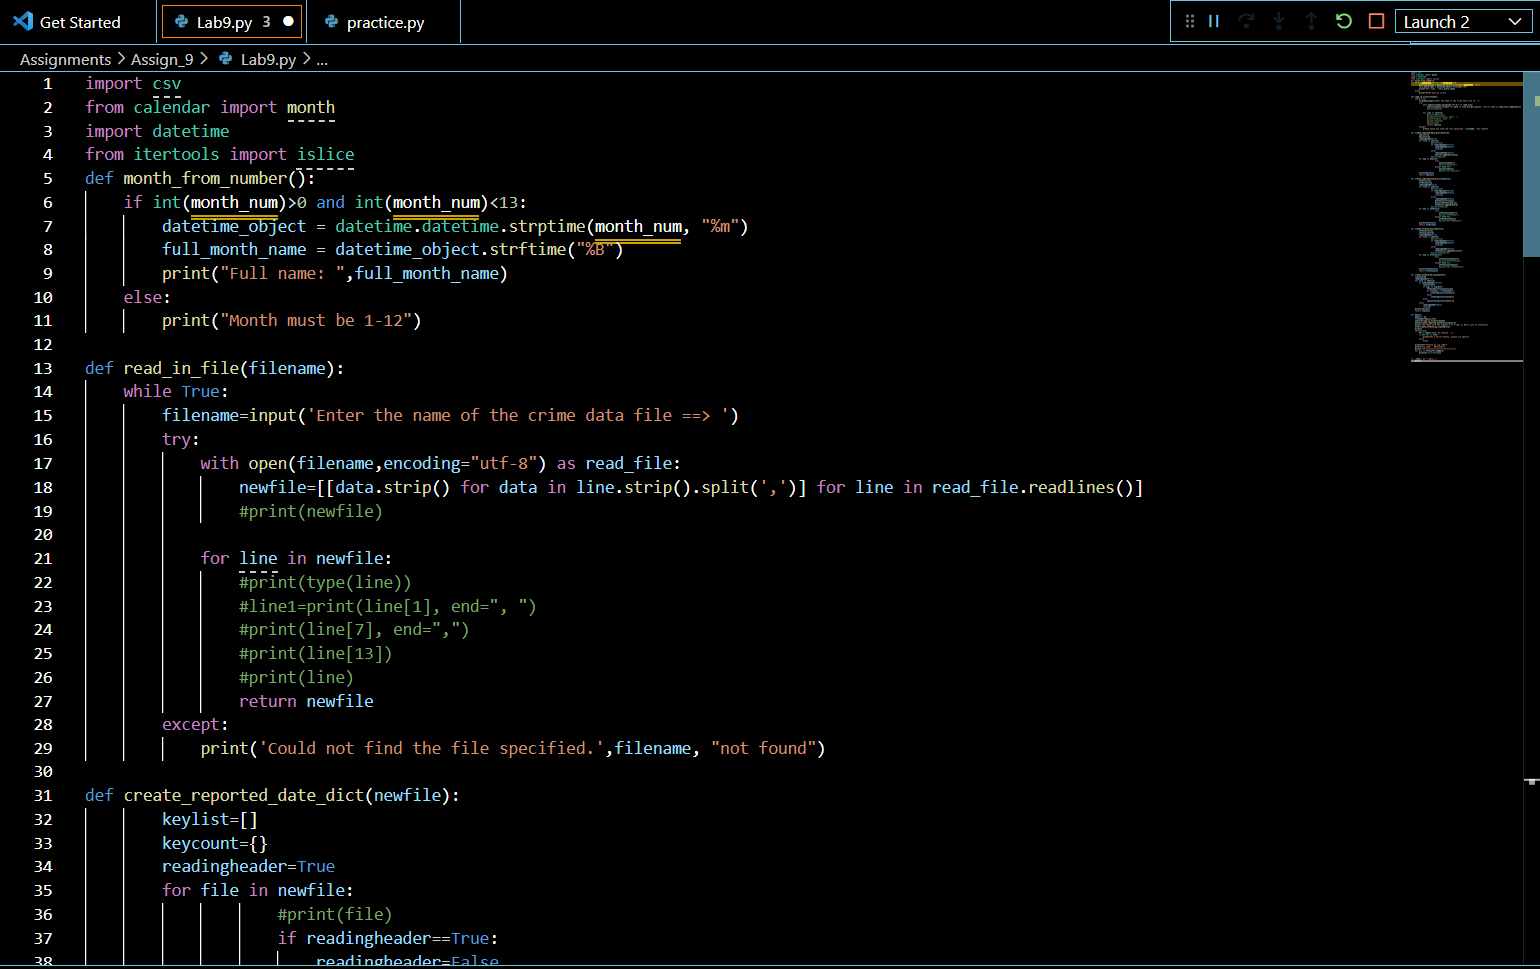 Get Started
Lab9.py 3
practice.py
Launch 2
Assignments > Assign_9 > Lab9.py > ...
1 import csv
2 from calendar import month
3 import datetime
4 from itertools import islice
5 def month_from_number():
6     if int(month_num)>0 and int(month_num)<13:
7         datetime_object = datetime.datetime.strptime(month_num, "%m")
8         full_month_name = datetime_object.strftime("%B")
9         print("Full name: ",full_month_name)
10     else:
11         print("Month must be 1-12")
12
13 def read_in_file(filename):
14     while True:
15         filename=input('Enter the name of the crime data file ==> ')
16         try:
17             with open(filename,encoding="utf-8") as read_file:
18                 newfile=[[data.strip() for data in line.strip().split(',')] for line in read_file.readlines()]
19                 #print(newfile)
20
21             for line in newfile:
22                 #print(type(line))
23                 #line1=print(line[1], end=", ")
24                 #print(line[7], end=",")
25                 #print(line[13])
26                 #print(line)
27                 return newfile
28         except:
29             print('Could not find the file specified.',filename, "not found")
30
31 def create_reported_date_dict(newfile):
32         keylist=[]
33         keycount={}
34         readingheader=True
35         for file in newfile:
36                     #print(file)
37                     if readingheader==True:
38                         readingheader=False